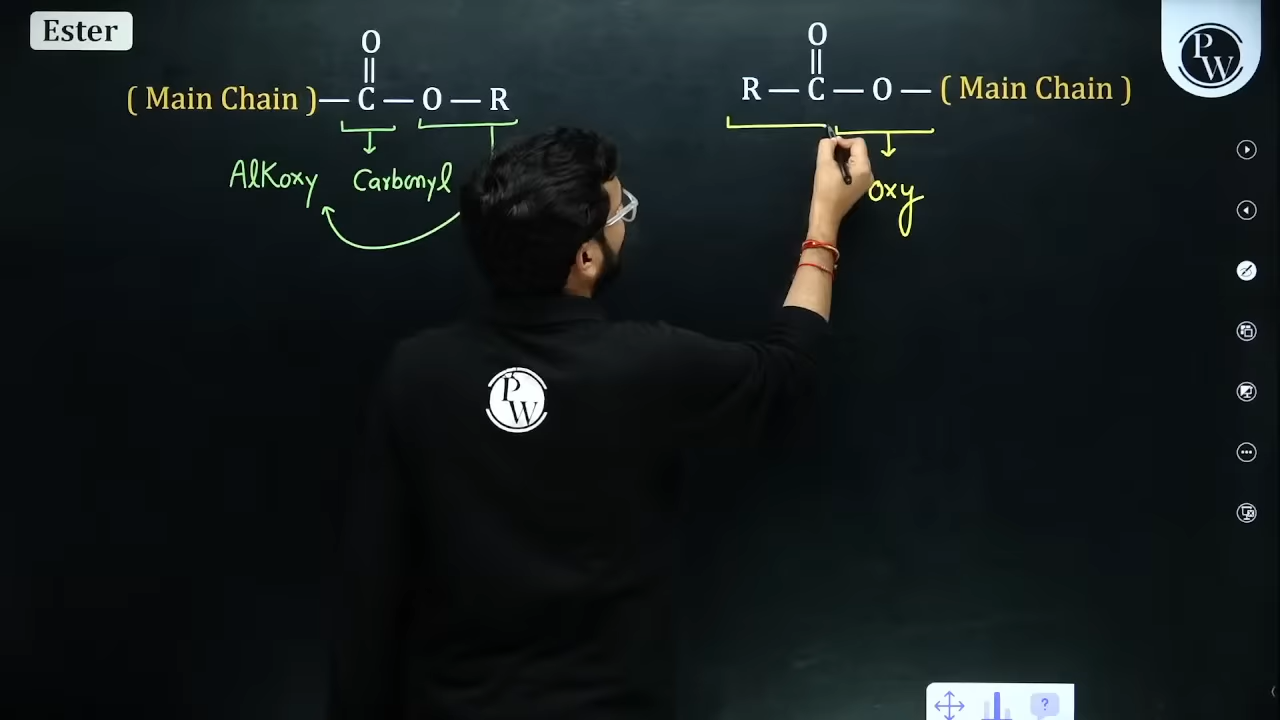 Ester
O
||
( Main Chain ) — C — O — R
AlKoxy Carbonyl
O
||
R — C — O — ( Main Chain )
oxy
PW
PW
?